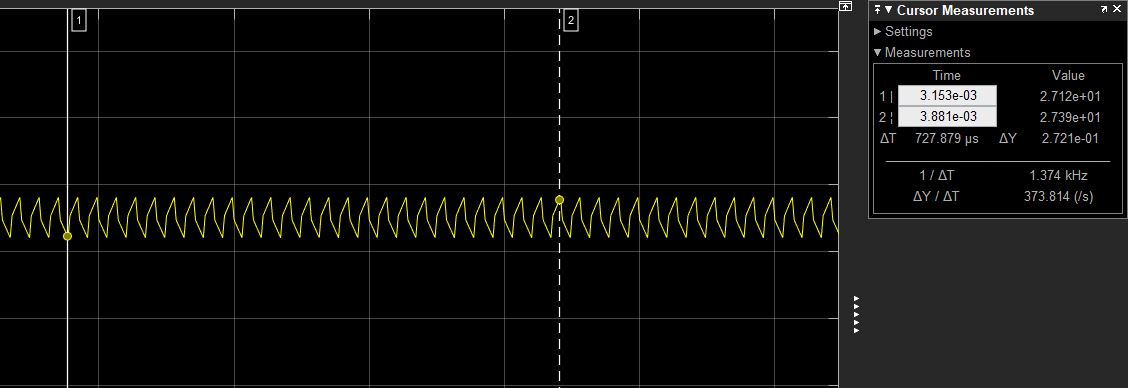 1
2
Cursor Measurements
Settings
Measurements
Time Value
1 | 3.153e-03 2.712e+01
2 ¦ 3.881e-03 2.739e+01
ΔT 727.879 µs ΔY 2.721e-01
1 / ΔT 1.374 kHz
ΔY / ΔT 373.814 (/s)